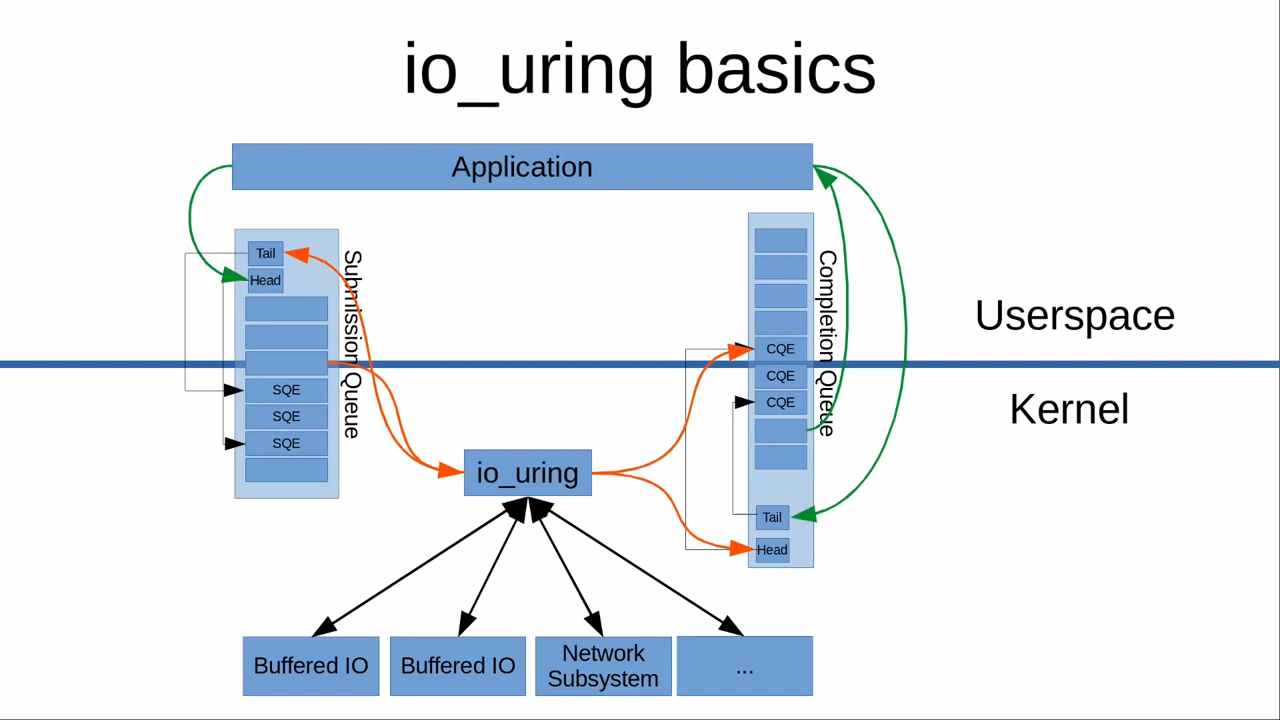 io_uring basics
Application
Tail
Head
Submission Queue
SQE
SQE
SQE
Completion Queue
CQE
CQE
CQE
Tail
Head
Userspace
Kernel
io_uring
Buffered IO
Buffered IO
Network
Subsystem
...